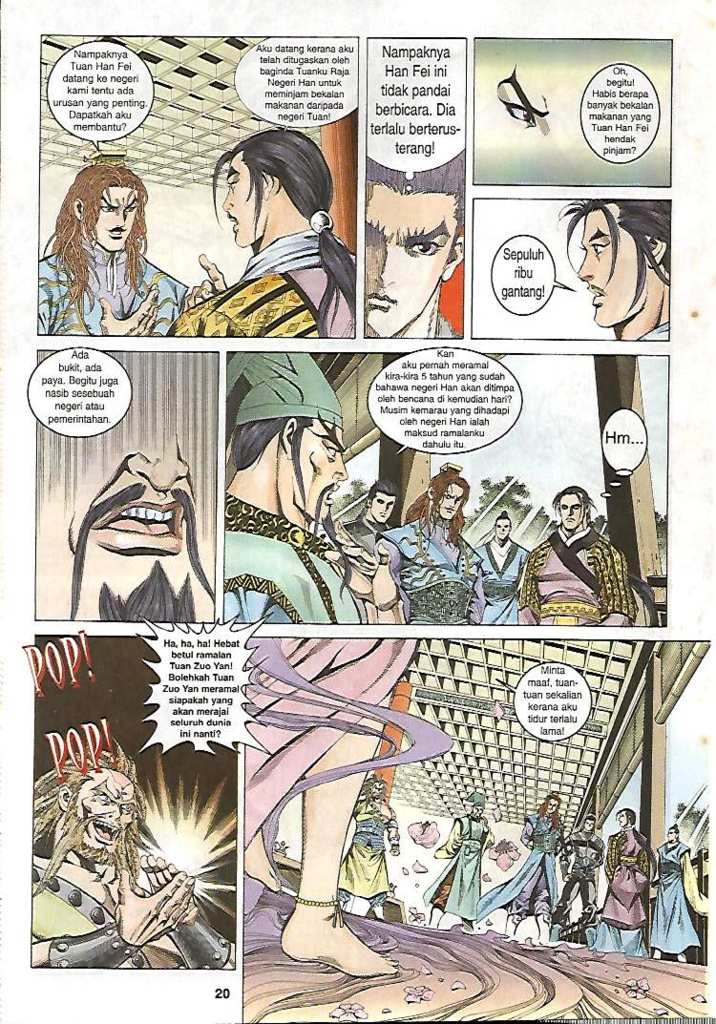 Nampaknya
Tuan Han Fei
datang ke negeri
kami tentu ada
urusan yang penting.
Dapatkah aku
membantu?
Aku datang kerana aku
telah ditugaskan oleh
baginda Tuanku Raja
Negeri Han untuk
meminjam bekalan
makanan daripada
negeri Tuan!
Nampaknya
Han Fei ini
tidak pandai
berbicara. Dia
terlalu berterus-
terang!
Oh,
begitu!
Habis berapa
banyak bekalan
makanan yang
Tuan Han Fei
hendak
pinjam?
Sepuluh
ribu
gantang!
Ada
bukit, ada
paya. Begitu juga
nasib sesebuah
negeri atau
pemerintahan.
Kan
aku pernah meramal
kira-kira 5 tahun yang sudah
bahawa negeri Han akan ditimpa
oleh bencana di kemudian hari?
Musim kemarau yang dihadapi
oleh negeri Han ialah
maksud ramalanku
dahulu itu.
Hm...
POP!
POP!
Ha, ha, ha! Hebat
betul ramalan
Tuan Zuo Yan!
Bolehkah Tuan
Zuo Yan meramal
siapakah yang
akan merajai
seluruh dunia
ini nanti?
Minta
maaf, tuan-
tuan sekalian
kerana aku
tidur terlalu
lama!
20